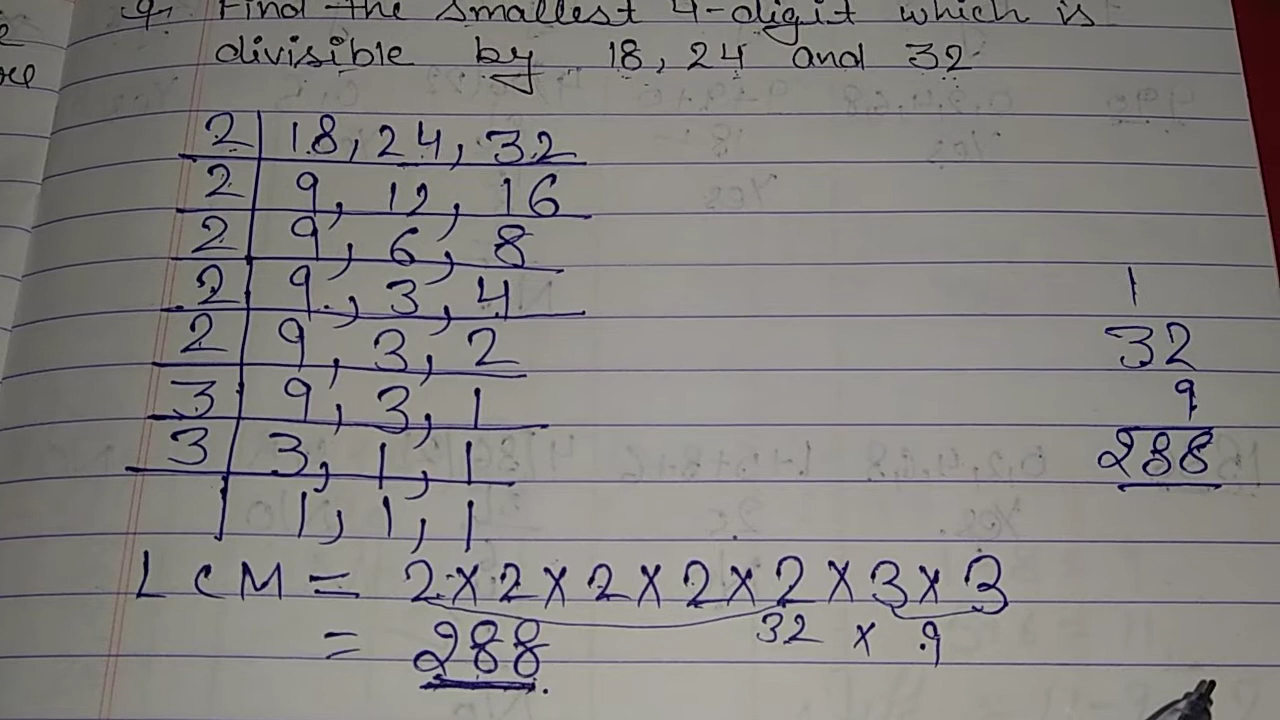 Q. Find the smallest 4-digit which is
divisible by 18, 24 and 32
2 | 18, 24, 32
2 | 9, 12, 16
2 | 9, 6, 8
2 | 9, 3, 4
2 | 9, 3, 2
3 | 9, 3, 1
3 | 3, 1, 1
| 1, 1, 1
1
32
9
288
LCM = 2×2×2×2×2×3×3
32 × 9
= 288.